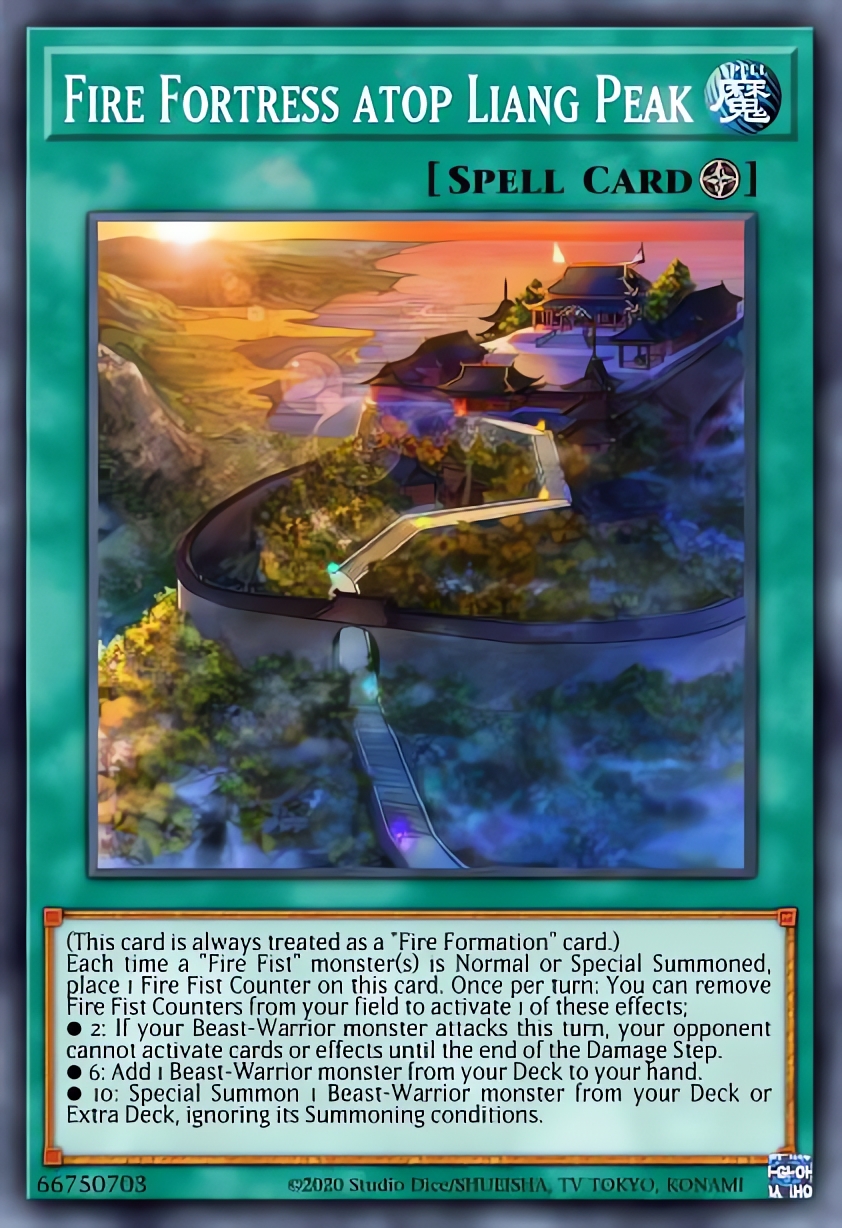 FIRE FORTRESS ATOP LIANG PEAK
魔
[SPELL CARD]
(This card is always treated as a "Fire Formation" card.)
Each time a "Fire Fist" monster(s) is Normal or Special Summoned,
place 1 Fire Fist Counter on this card. Once per turn: You can remove
Fire Fist Counters from your field to activate 1 of these effects;
● 2: If your Beast-Warrior monster attacks this turn, your opponent
cannot activate cards or effects until the end of the Damage Step.
● 6: Add 1 Beast-Warrior monster from your Deck to your hand.
● 10: Special Summon 1 Beast-Warrior monster from your Deck or
Extra Deck, ignoring its Summoning conditions.
66750703
©2020 Studio Dice/SHUEISHA, TV TOKYO, KONAMI